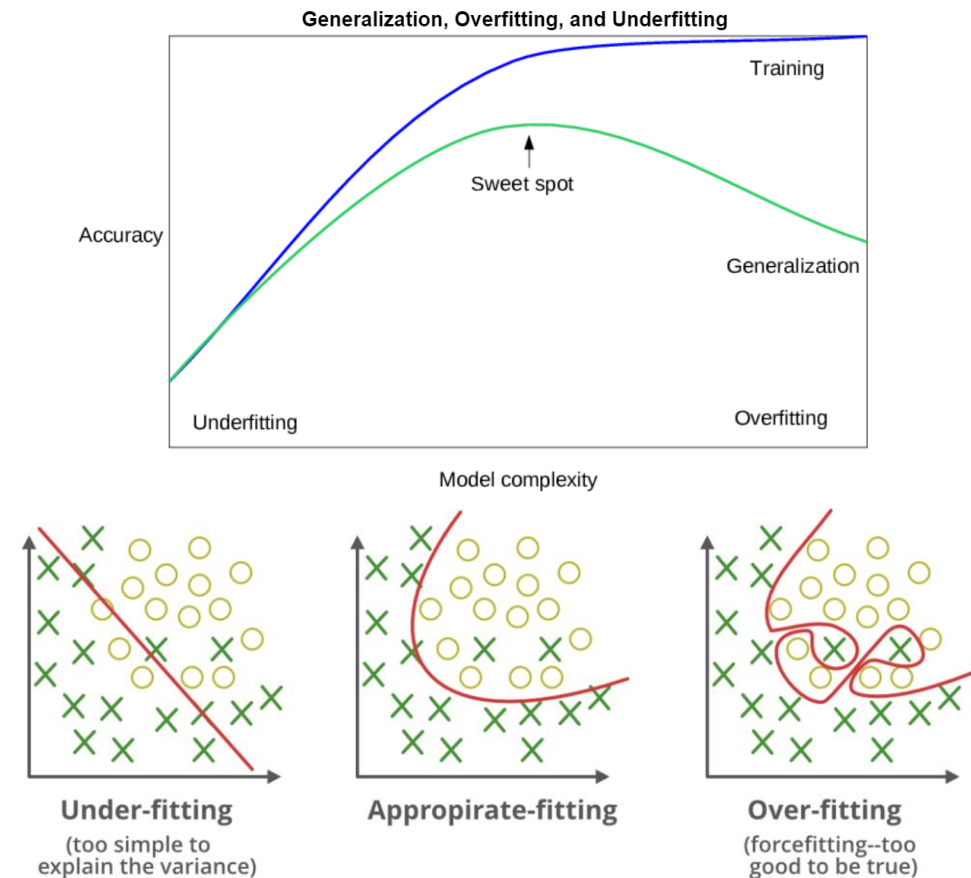 Generalization, Overfitting, and Underfitting
Training
Sweet spot
Accuracy
Generalization
Underfitting
Overfitting
Model complexity
Under-fitting
(too simple to
explain the variance)
Appropirate-fitting
Over-fitting
(forcefitting--too
good to be true)